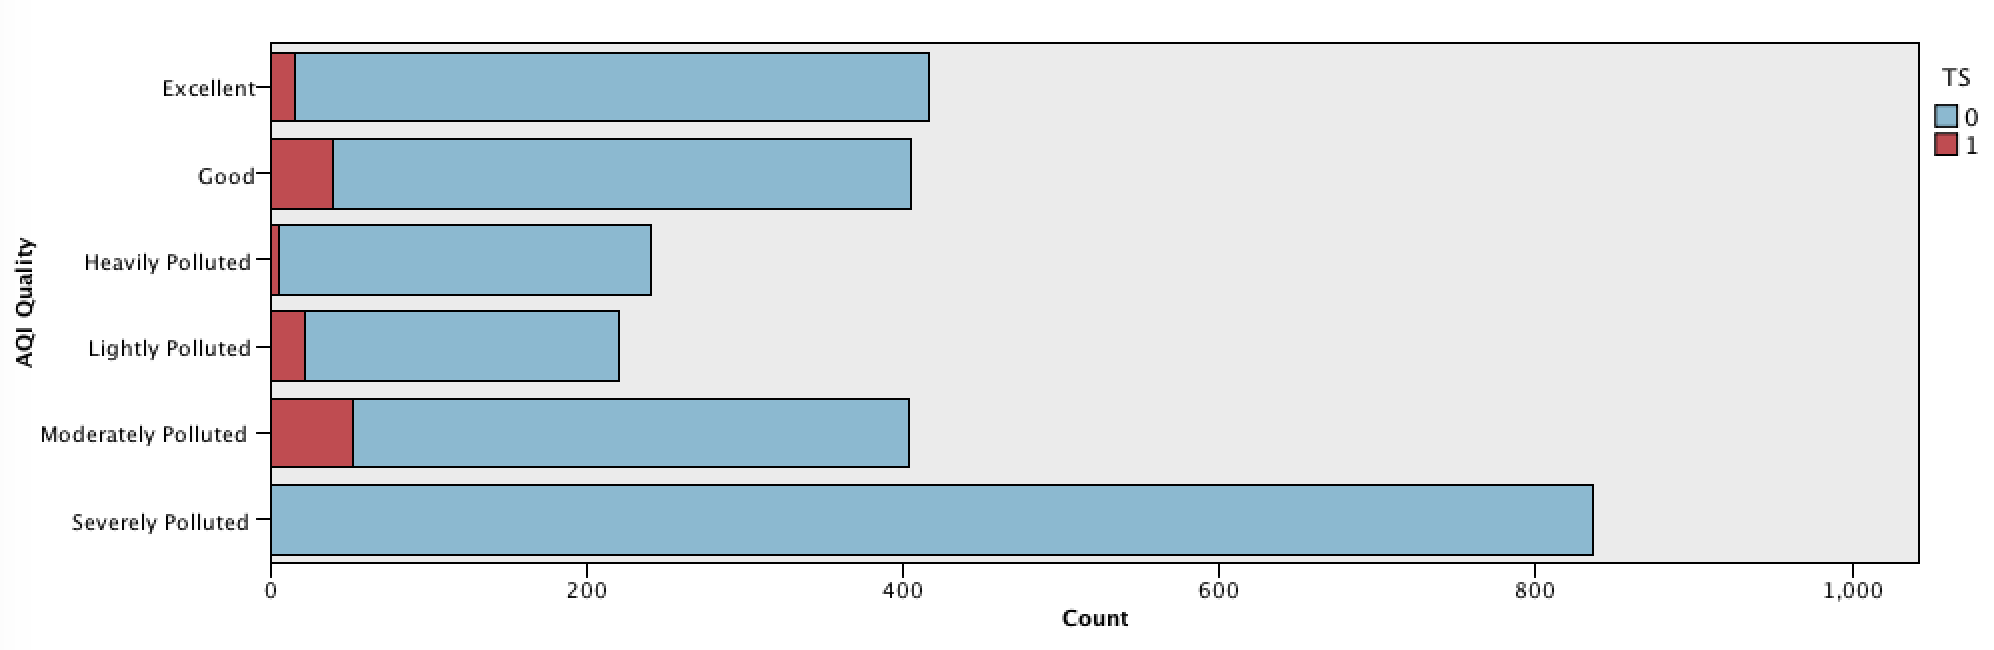 TS
0
1
AQI Quality
Excellent
Good
Heavily Polluted
Lightly Polluted
Moderately Polluted
Severely Polluted
0 200 400 600 800 1,000
Count